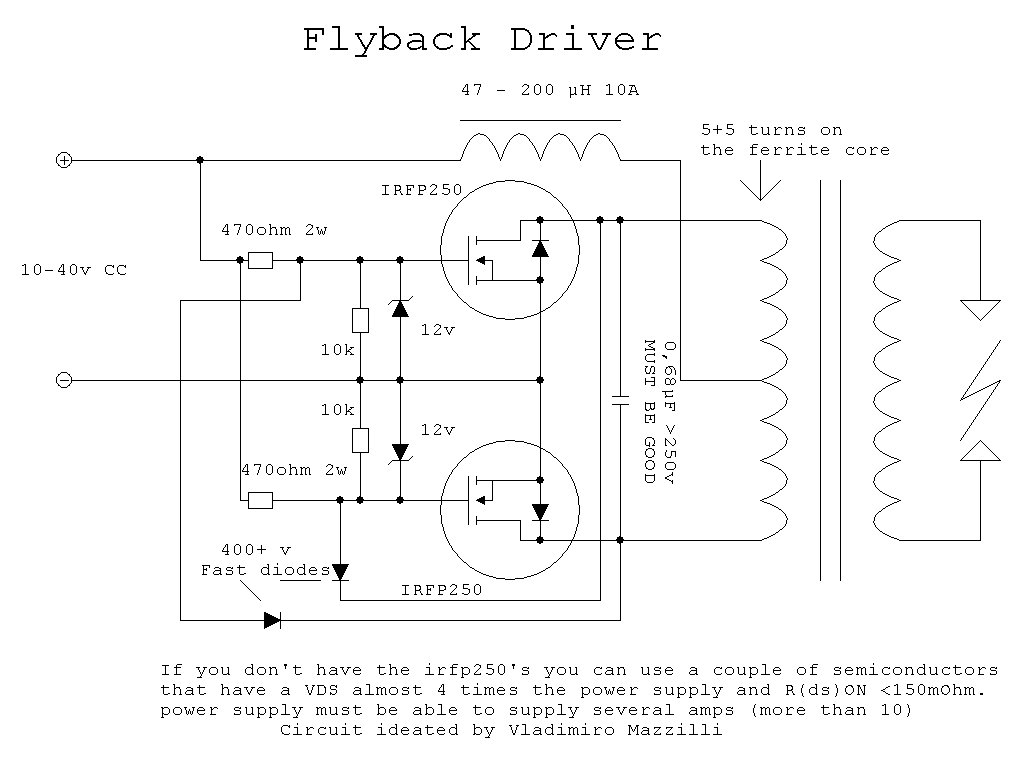 Flyback Driver
47 - 200 µH 10A
5+5 turns on
the ferrite core
+
IRFP250
470ohm 2w
10-40v CC
12v
10k
0,68µF >250v
MUST BE GOOD
-
10k
12v
470ohm 2w
400+ v
Fast diodes
IRFP250
If you don't have the irfp250's you can use a couple of semiconductors
that have a VDS almost 4 times the power supply and R(ds)ON <150mOhm.
power supply must be able to supply several amps (more than 10)
Circuit ideated by Vladimiro Mazzilli